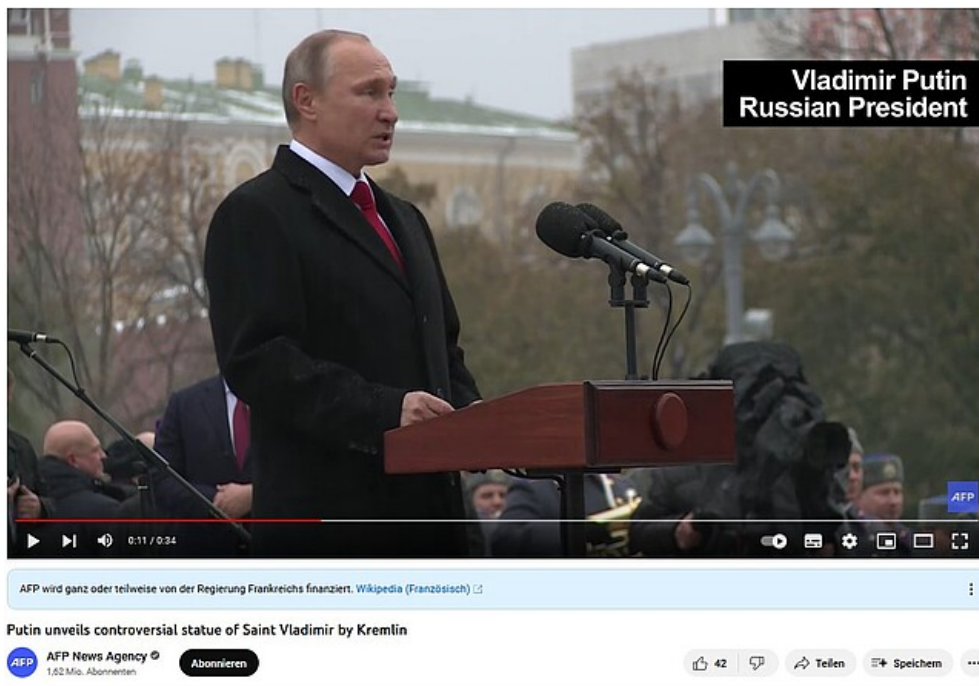 Vladimir Putin
Russian President
AFP
0:11 / 0:34
AFP wird ganz oder teilweise von der Regierung Frankreichs finanziert. Wikipedia (Französisch)
Putin unveils controversial statue of Saint Vladimir by Kremlin
AFP
AFP News Agency
1,62 Mio. Abonnenten
Abonnieren
42
Teilen
Speichern